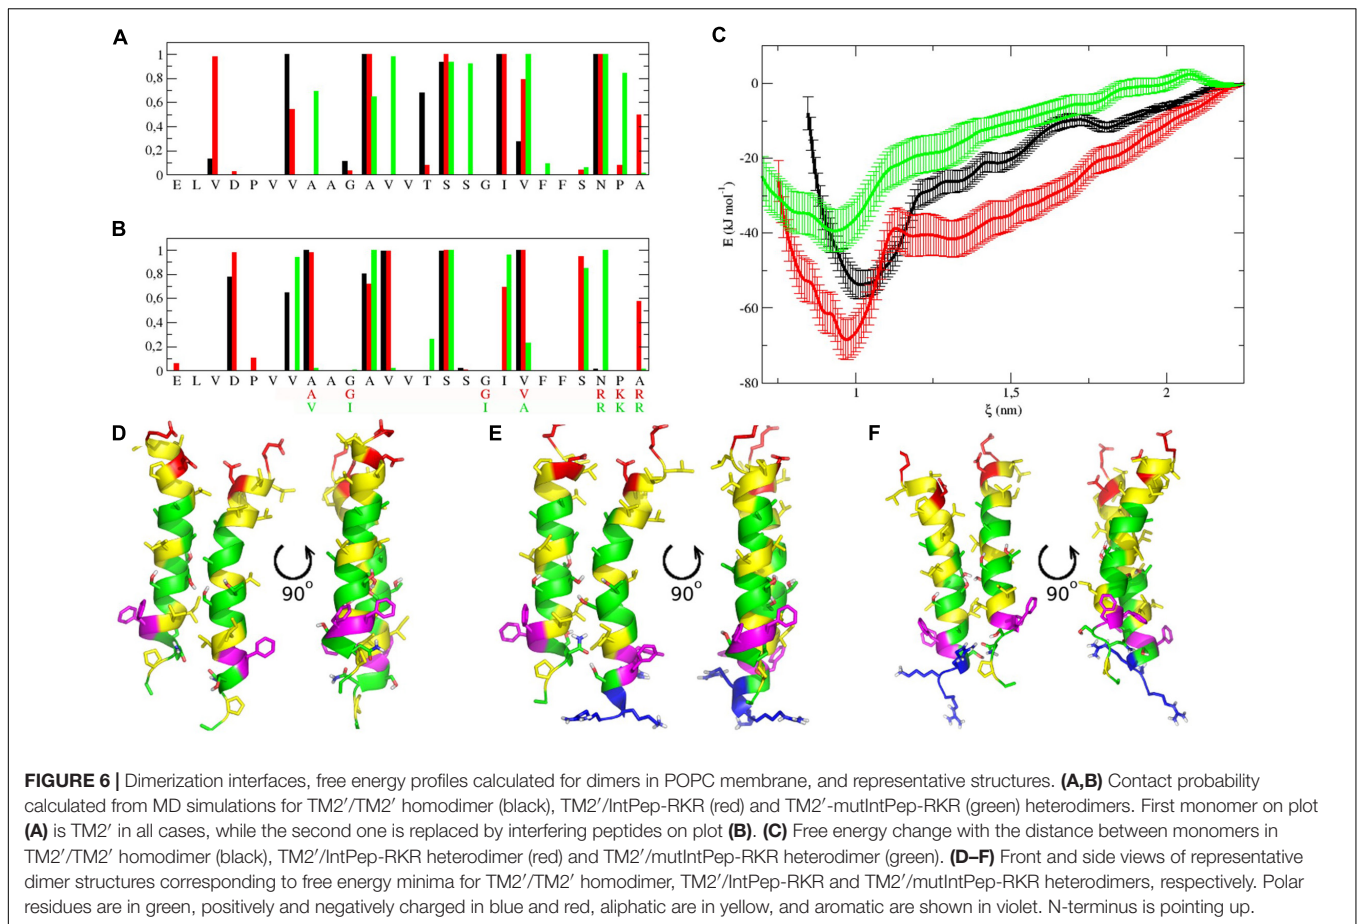 A
1
0,8
0,6
0,4
0,2
0
E L V D P V V A A G A V V T S S G I V F F S N P A
B
1
0,8
0,6
0,4
0,2
0
E L V D P V V A A G A V V T S S G I V F F S N P A
A G G V R K R
V I I A R K R
C
0
-20
-40
-60
-80
E (kJ mol-1)
1 1,5 2
ξ (nm)
D
90°
E
90°
F
90°
FIGURE 6 | Dimerization interfaces, free energy profiles calculated for dimers in POPC membrane, and representative structures. (A,B) Contact probability
calculated from MD simulations for TM2′/TM2′ homodimer (black), TM2′/IntPep-RKR (red) and TM2′-mutIntPep-RKR (green) heterodimers. First monomer on plot
(A) is TM2′ in all cases, while the second one is replaced by interfering peptides on plot (B). (C) Free energy change with the distance between monomers in
TM2′/TM2′ homodimer (black), TM2′/IntPep-RKR heterodimer (red) and TM2′/mutIntPep-RKR heterodimer (green). (D–F) Front and side views of representative
dimer structures corresponding to free energy minima for TM2′/TM2′ homodimer, TM2′/IntPep-RKR and TM2′/mutIntPep-RKR heterodimers, respectively. Polar
residues are in green, positively and negatively charged in blue and red, aliphatic are in yellow, and aromatic are shown in violet. N-terminus is pointing up.